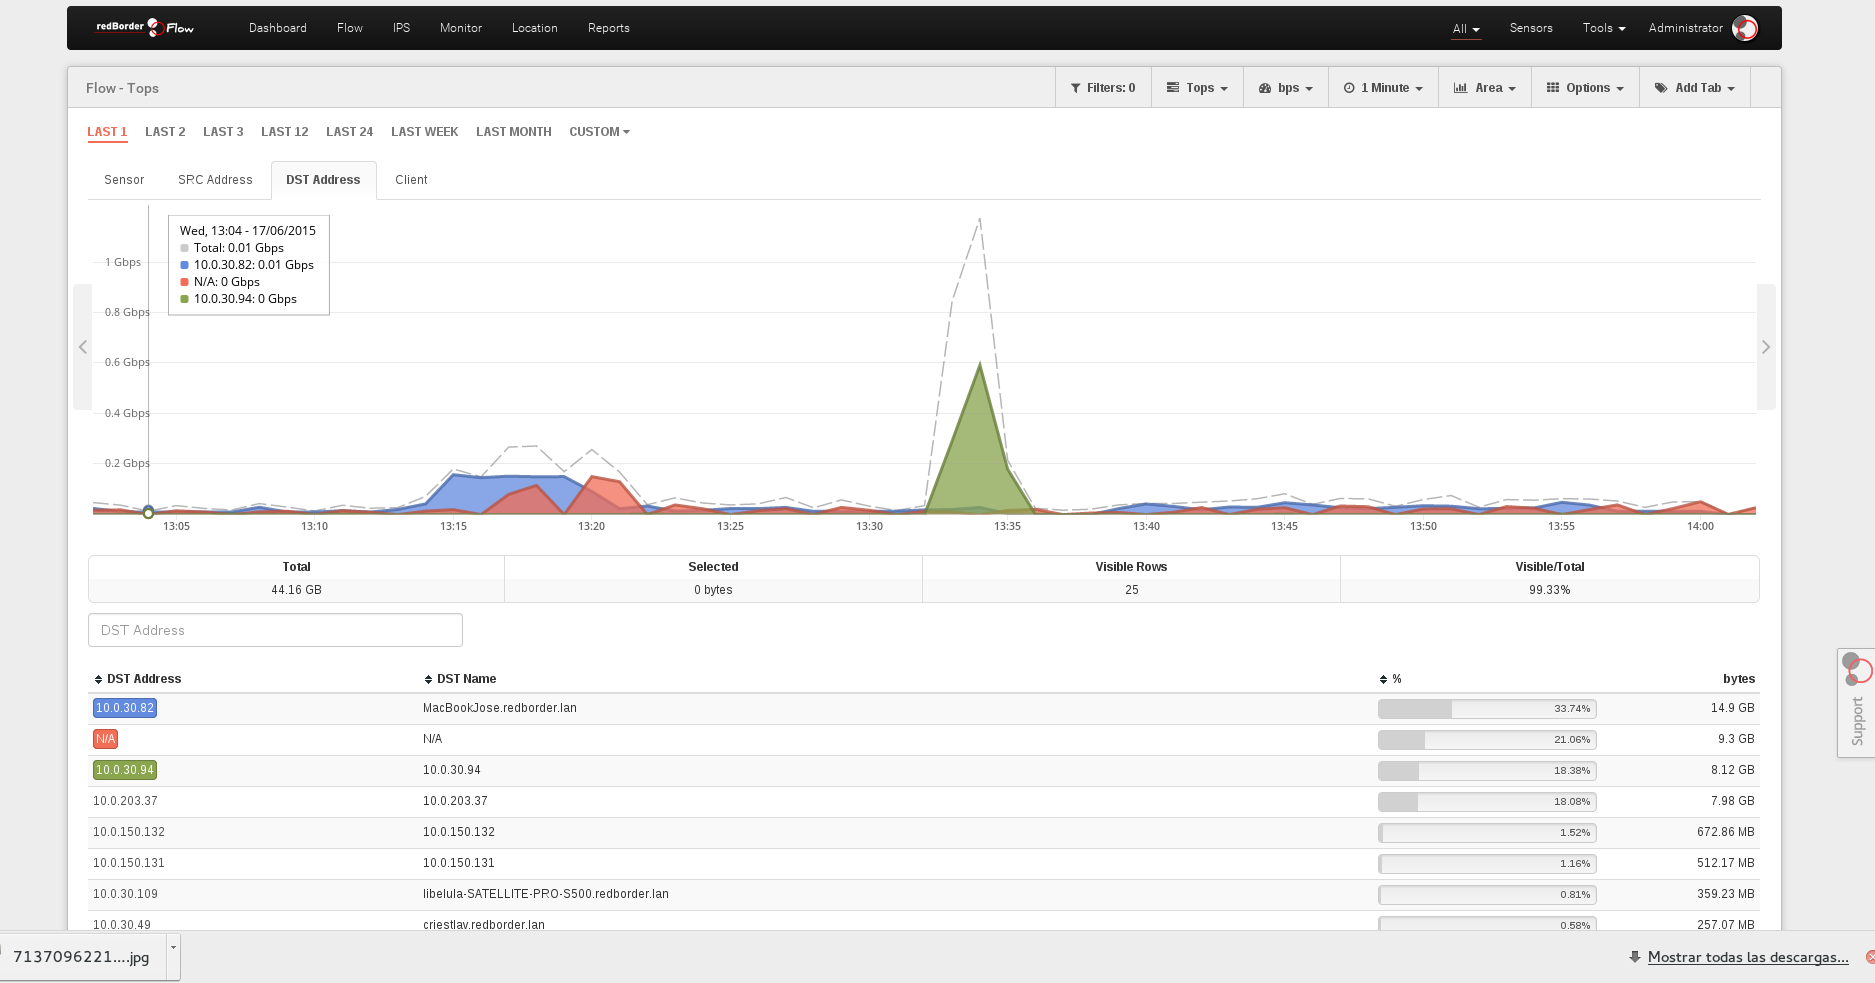 redBorder Flow Dashboard Flow IPS Monitor Location Reports All Sensors Tools Administrator
Flow - Tops Filters: 0 Tops bps 1 Minute Area Options Add Tab
LAST 1 LAST 2 LAST 3 LAST 12 LAST 24 LAST WEEK LAST MONTH CUSTOM
Sensor SRC Address DST Address Client
Wed, 13:04 - 17/06/2015
Total: 0.01 Gbps
10.0.30.82: 0.01 Gbps
N/A: 0 Gbps
10.0.30.94: 0 Gbps
1 Gbps
0.8 Gbps
0.6 Gbps
0.4 Gbps
0.2 Gbps
13:05 13:10 13:15 13:20 13:25 13:30 13:35 13:40 13:45 13:50 13:55 14:00
Total Selected Visible Rows Visible/Total
44.16 GB 0 bytes 25 99.33%
DST Address
DST Address DST Name % bytes
10.0.30.82 MacBookJose.redborder.lan 33.74% 14.9 GB
N/A N/A 21.06% 9.3 GB
10.0.30.94 10.0.30.94 18.38% 8.12 GB
10.0.203.37 10.0.203.37 18.08% 7.98 GB
10.0.150.132 10.0.150.132 1.52% 672.86 MB
10.0.150.131 10.0.150.131 1.16% 512.17 MB
10.0.30.109 libelula-SATELLITE-PRO-S500.redborder.lan 0.81% 359.23 MB
10.0.30.49 criestlav.redborder.lan 0.58% 257.07 MB
Support
7137096221....jpg Mostrar todas las descargas...